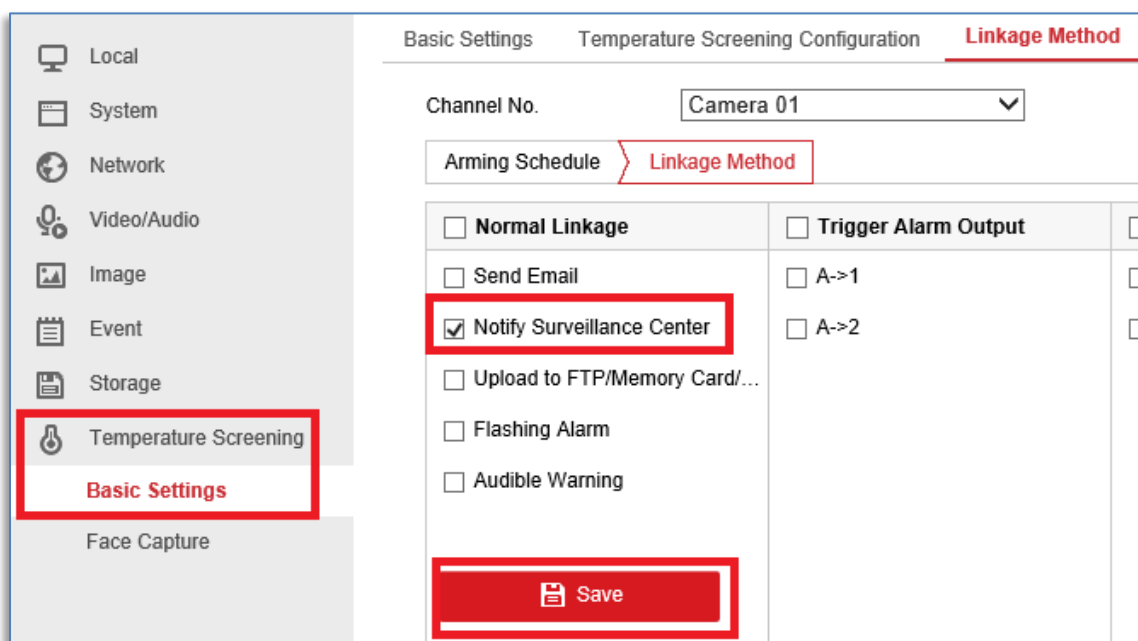 Local
System
Network
Video/Audio
Image
Event
Storage
Temperature Screening
Basic Settings
Face Capture
Basic Settings Temperature Screening Configuration Linkage Method
Channel No. Camera 01
Arming Schedule Linkage Method
Normal Linkage Trigger Alarm Output
Send Email A->1
Notify Surveillance Center A->2
Upload to FTP/Memory Card/...
Flashing Alarm
Audible Warning
Save